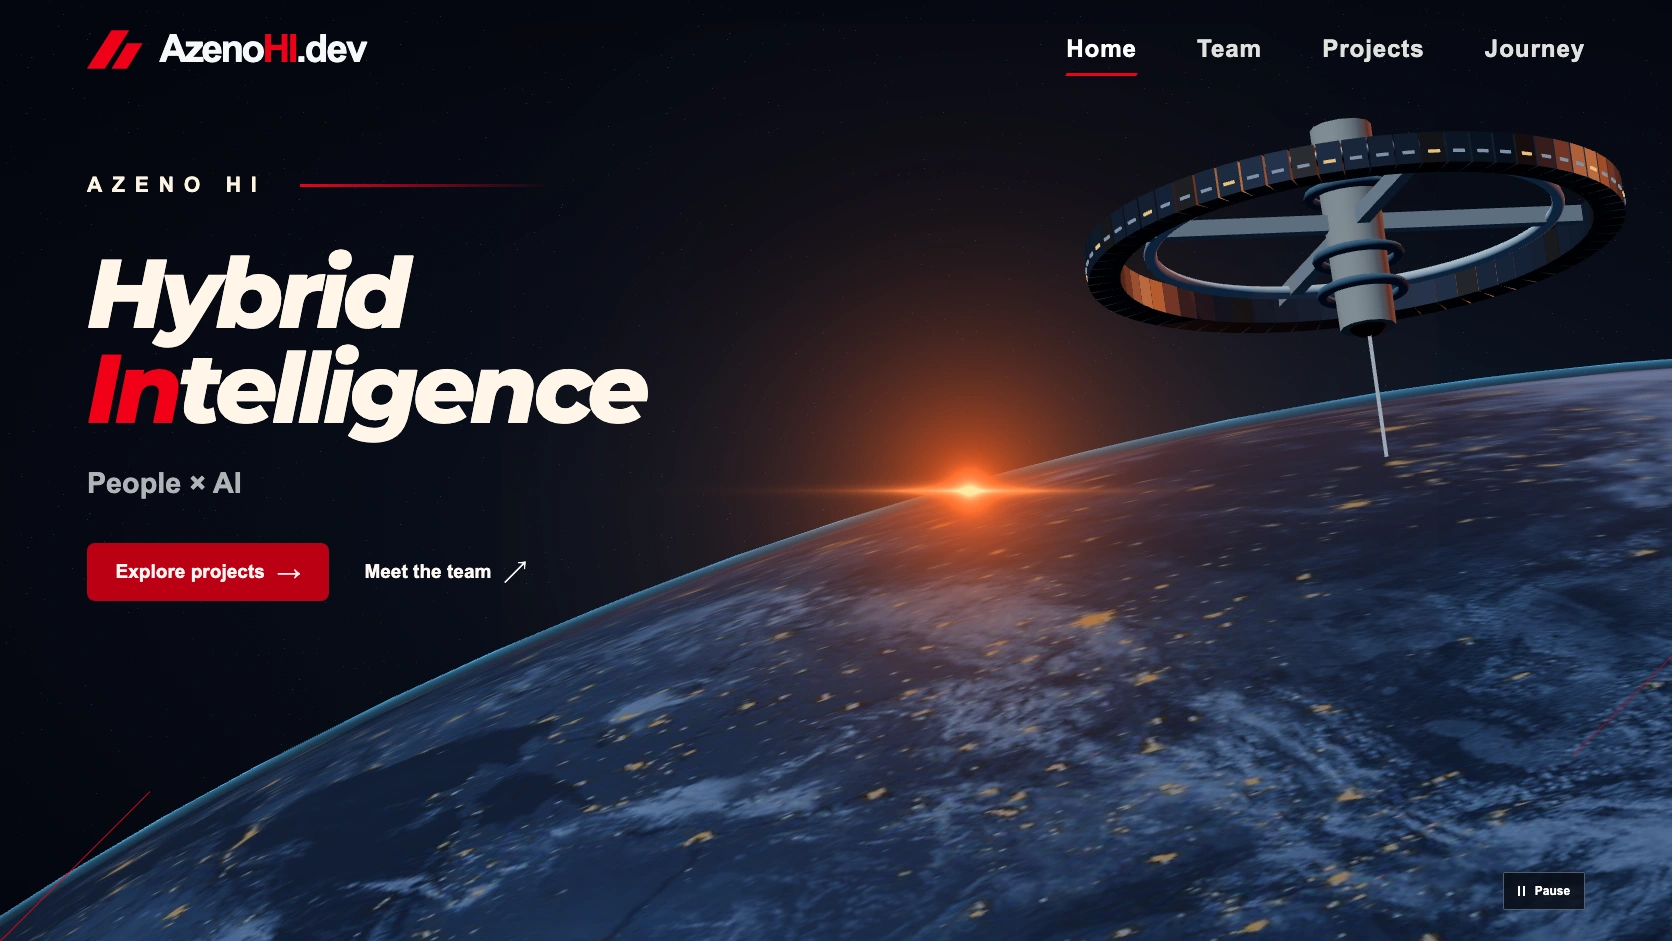 AzenoHI.dev
Home Team Projects Journey
AZENO HI
Hybrid
Intelligence
People × AI
Explore projects →
Meet the team ↗
Pause